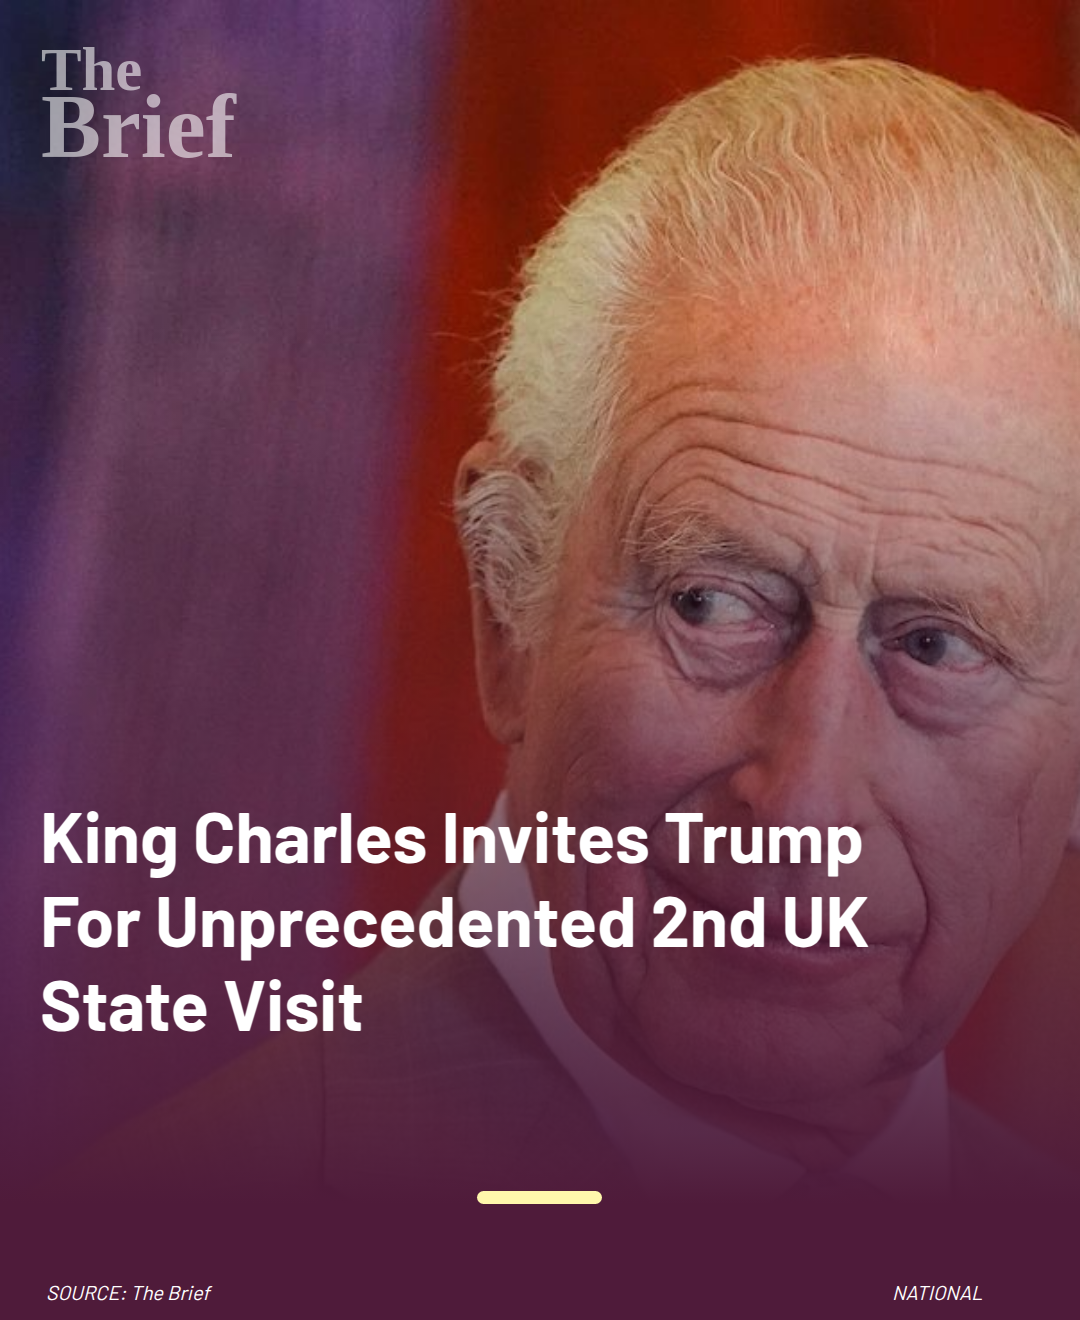 The
Brief
King Charles Invites Trump
For Unprecedented 2nd UK
State Visit
SOURCE: The Brief
NATIONAL